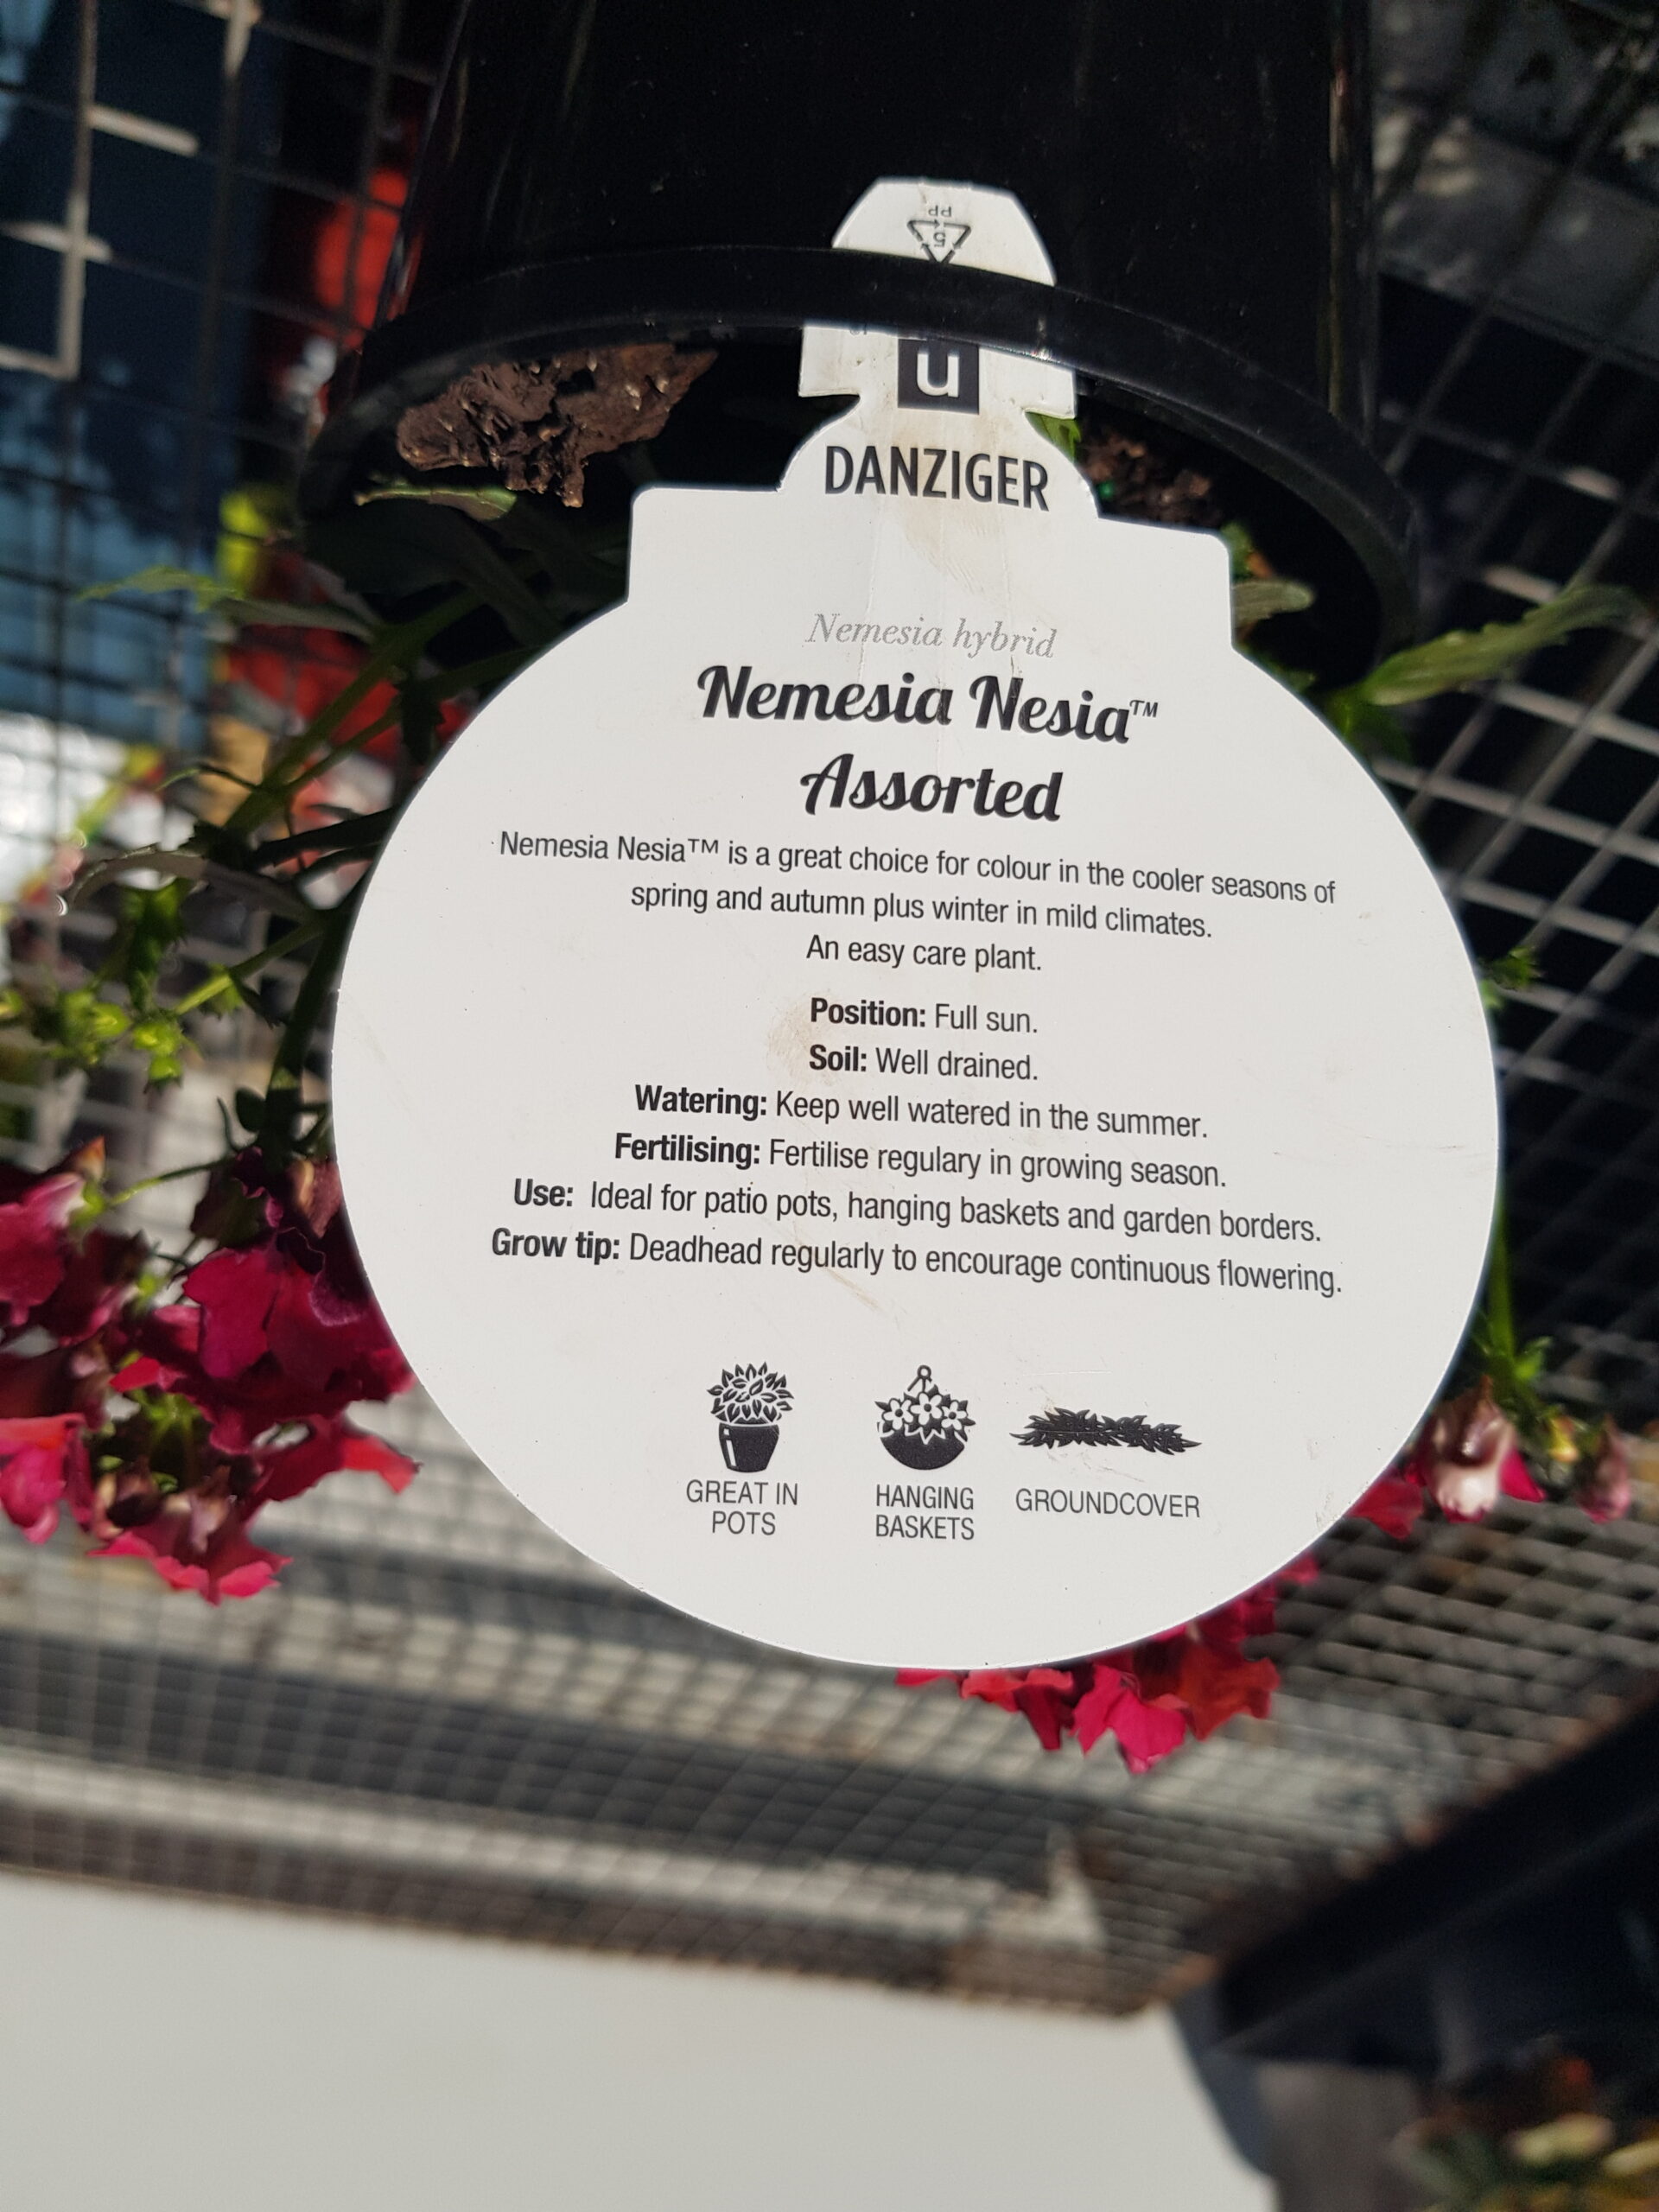 PP
5
u
DANZIGER
Nemesia hybrid
Nemesia Nesia™
Assorted
Nemesia Nesia™ is a great choice for colour in the cooler seasons of
spring and autumn plus winter in mild climates.
An easy care plant.
Position: Full sun.
Soil: Well drained.
Watering: Keep well watered in the summer.
Fertilising: Fertilise regulary in growing season.
Use: Ideal for patio pots, hanging baskets and garden borders.
Grow tip: Deadhead regularly to encourage continuous flowering.
GREAT IN
POTS
HANGING
BASKETS
GROUNDCOVER